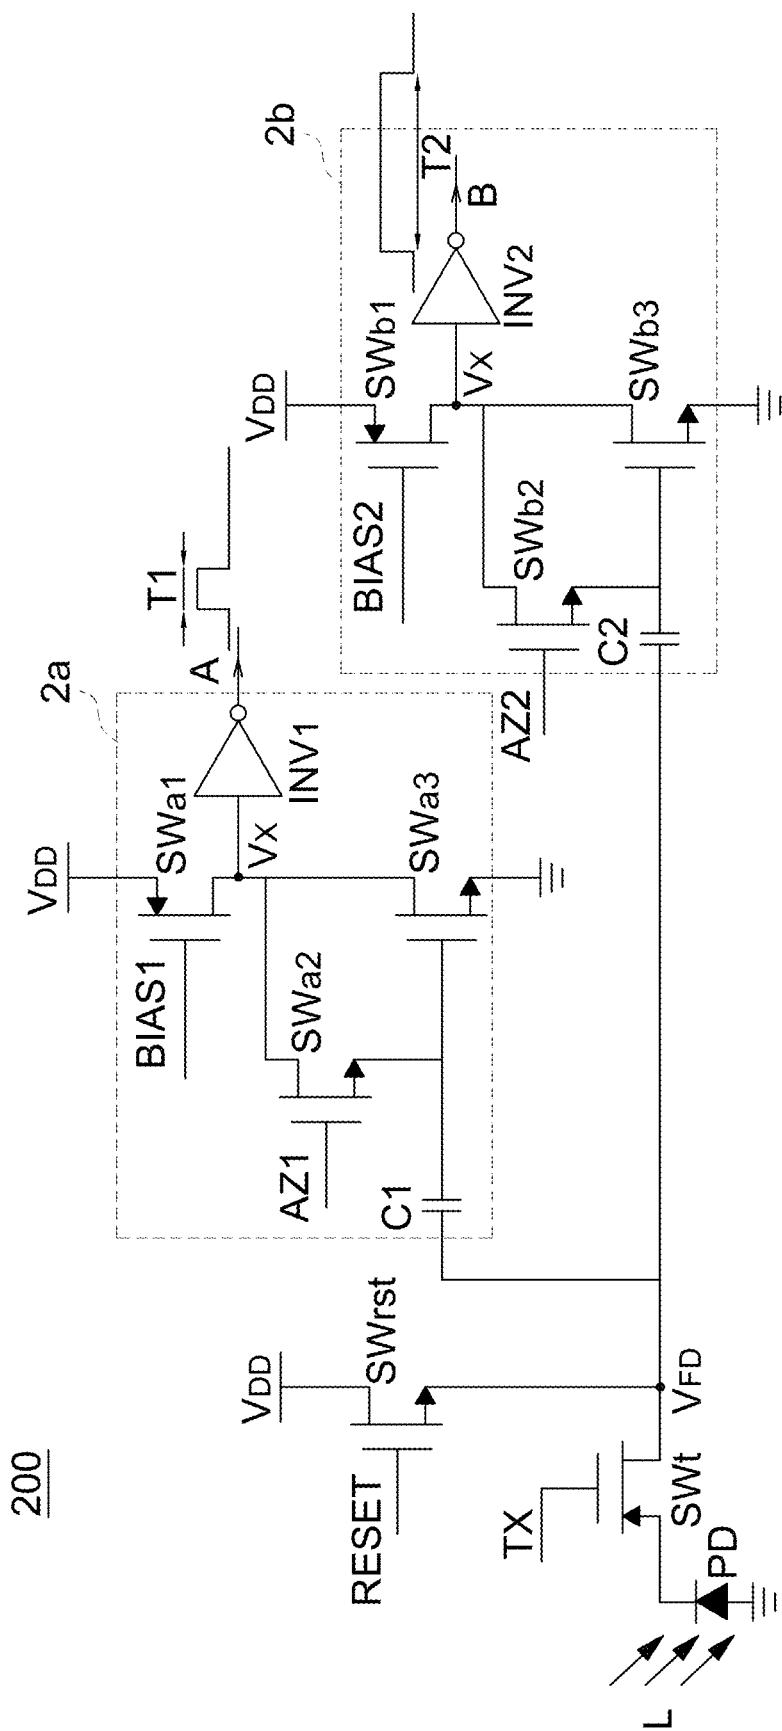 200
L
PD
TX
SWt
VFD
RESET
VDD
SWrst
2a
C1
AZ1
SWa2
BIAS1
VDD
SWa1
VX
SWa3
INV1
A
T1
2b
C2
AZ2
SWb2
BIAS2
VDD
SWb1
VX
SWb3
INV2
B
T2